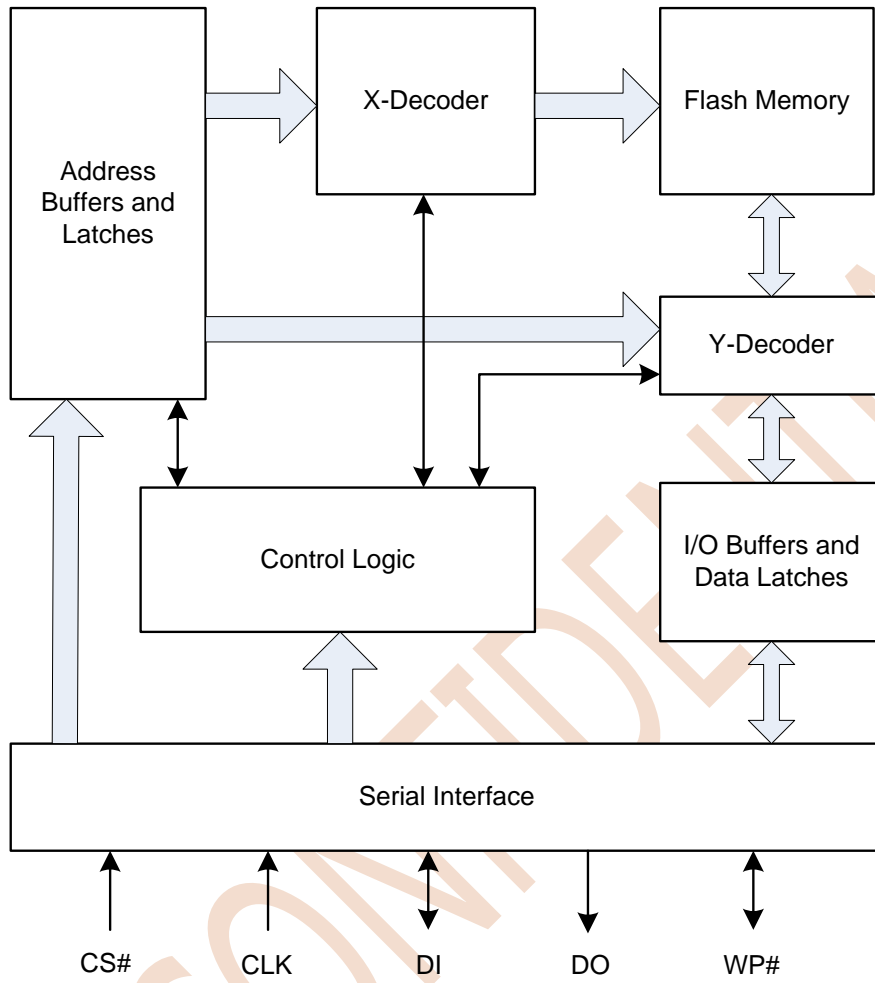 X-Decoder
Flash Memory
Address
Buffers and
Latches
Y-Decoder
I/O Buffers and
Data Latches
Control Logic
Serial Interface
CS#
CLK
DI
DO
WP#